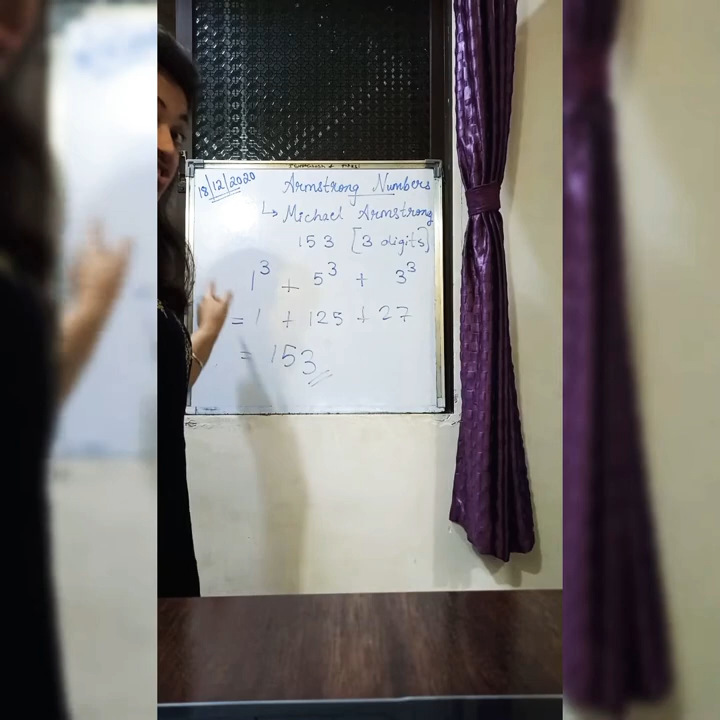 18/12/2020
Armstrong Numbers
↳ Michael Armstrong
153 [3 digits]
1³ + 5³ + 3³
= 1 + 125 + 27
= 153